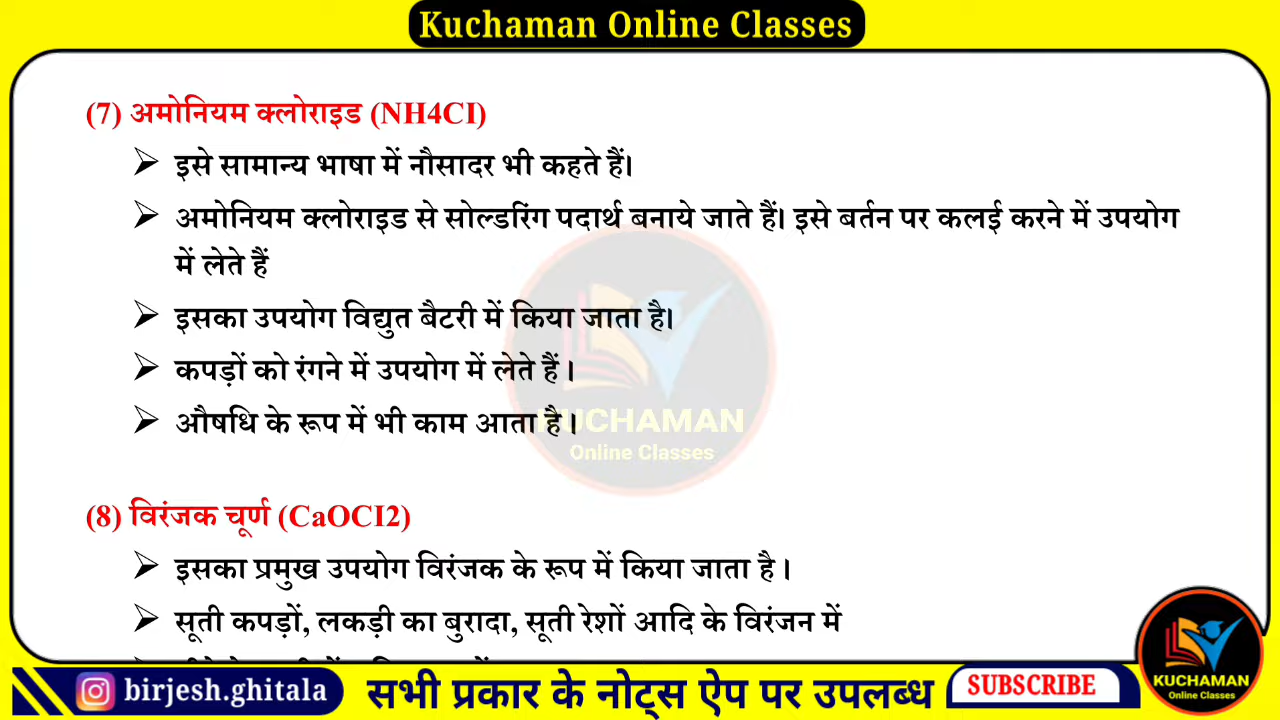 Kuchaman Online Classes
(7) अमोनियम क्लोराइड (NH4CI)
➢ इसे सामान्य भाषा में नौसादर भी कहते हैं।
➢ अमोनियम क्लोराइड से सोल्डरिंग पदार्थ बनाये जाते हैं। इसे बर्तन पर कलई करने में उपयोग
में लेते हैं
➢ इसका उपयोग विद्युत बैटरी में किया जाता है।
➢ कपड़ों को रंगने में उपयोग में लेते हैं ।
➢ औषधि के रूप में भी काम आता है ।
KUCHAMAN
Online Classes
(8) विरंजक चूर्ण (CaOCI2)
➢ इसका प्रमुख उपयोग विरंजक के रूप में किया जाता है ।
➢ सूती कपड़ों, लकड़ी का बुरादा, सूती रेशों आदि के विरंजन में
birjesh.ghitala
सभी प्रकार के नोट्स ऐप पर उपलब्ध
SUBSCRIBE
KUCHAMAN
Online Classes